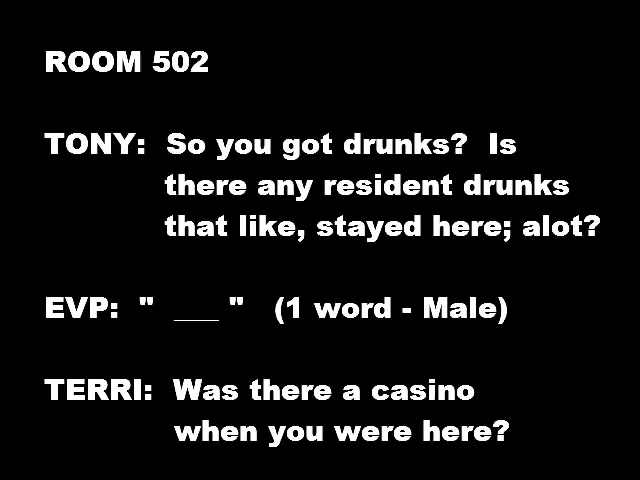 ROOM 502
TONY: So you got drunks? Is
there any resident drunks
that like, stayed here; alot?
EVP: " ___ " (1 word - Male)
TERRI: Was there a casino
when you were here?